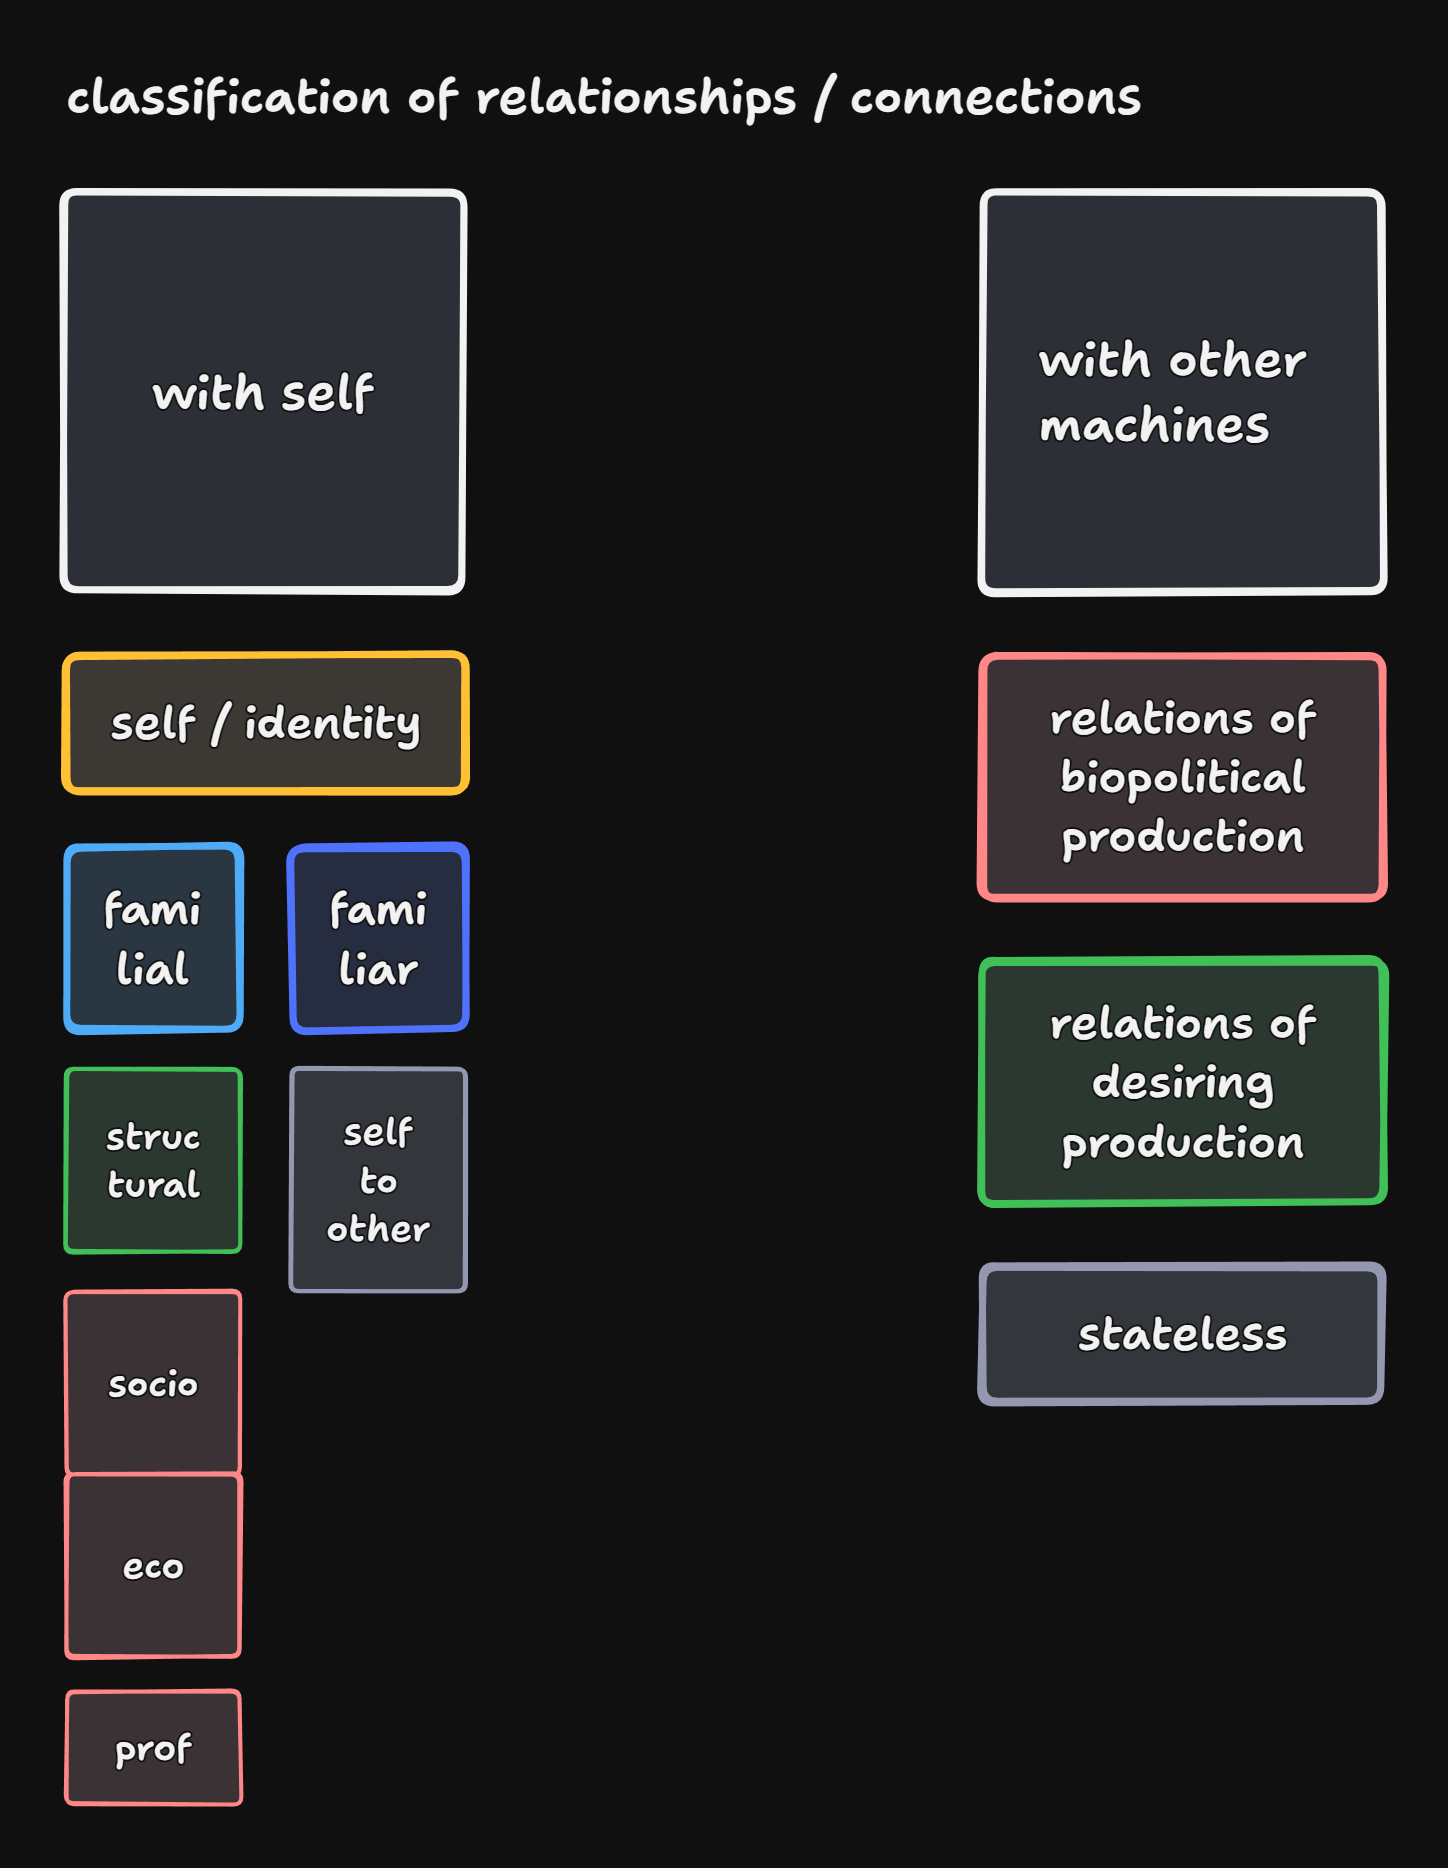 classification of relationships / connections
with self
self / identity
fami
lial
fami
liar
struc
tural
self
to
other
socio
eco
prof
with other
machines
relations of
biopolitical
production
relations of
desiring
production
stateless